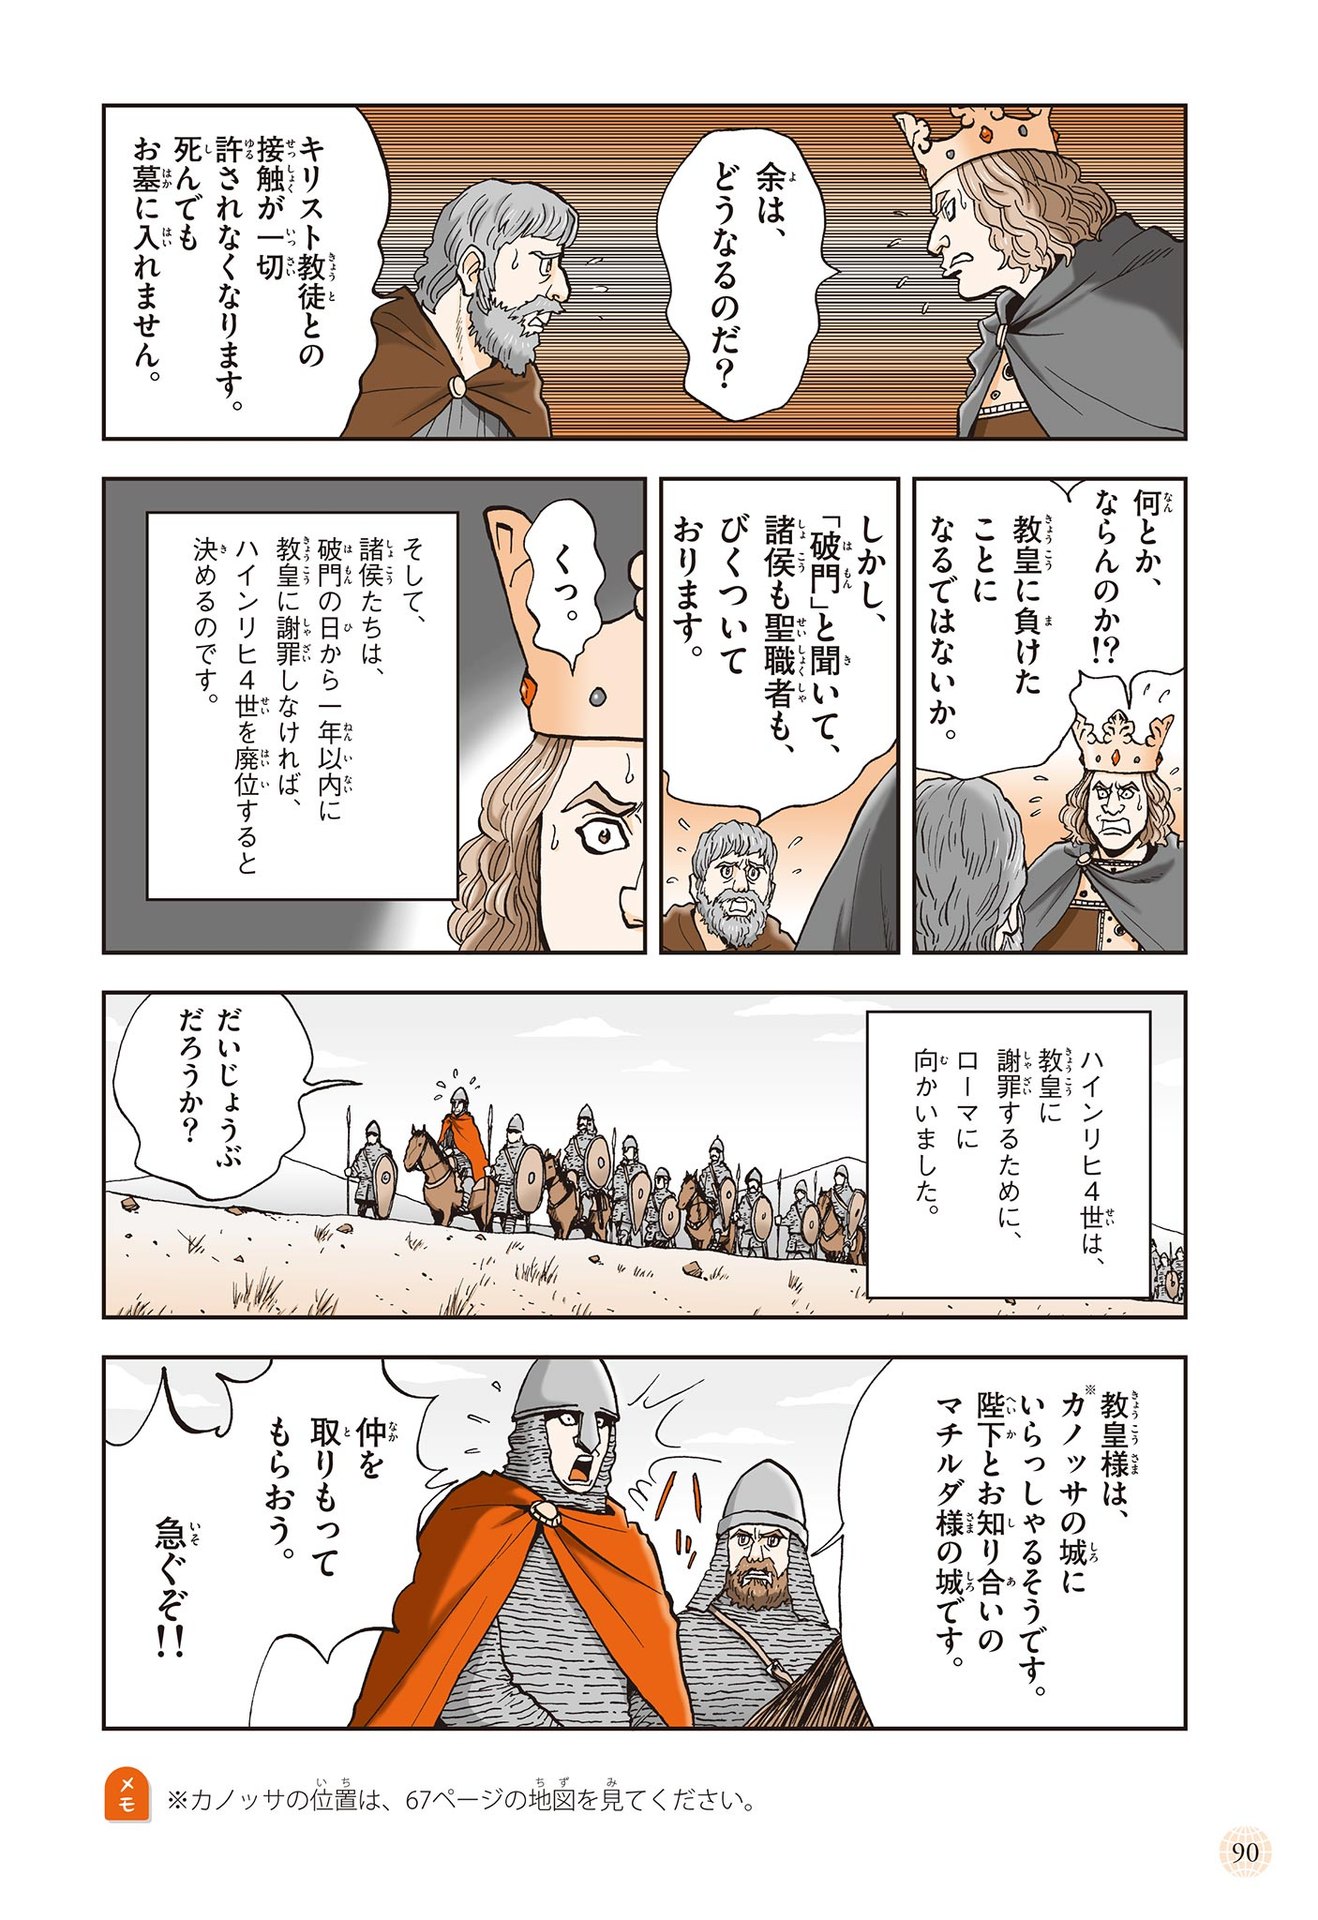 余は、
どうなるのだ？
キリスト教徒との
接触が一切
許されなくなります。
死んでも
お墓に入れません。
何とか、
ならんのか!?
教皇に負けた
ことに
なるではないか。
しかし、
「破門」と聞いて、
諸侯も聖職者も、
びくついて
おります。
くっ。
そして、
諸侯たちは、
破門の日から一年以内に
教皇に謝罪しなければ、
ハインリヒ４世を廃位すると
決めるのです。
ハインリヒ４世は、
教皇に
謝罪するために、
ローマに
向かいました。
だいじょうぶ
だろうか？
教皇様は、
※カノッサの城に
いらっしゃるそうです。
陛下とお知り合いの
マチルダ様の城です。
仲を
取りもって
もらおう。
急ぐぞ!!
メモ
※カノッサの位置は、67ページの地図を見てください。
90